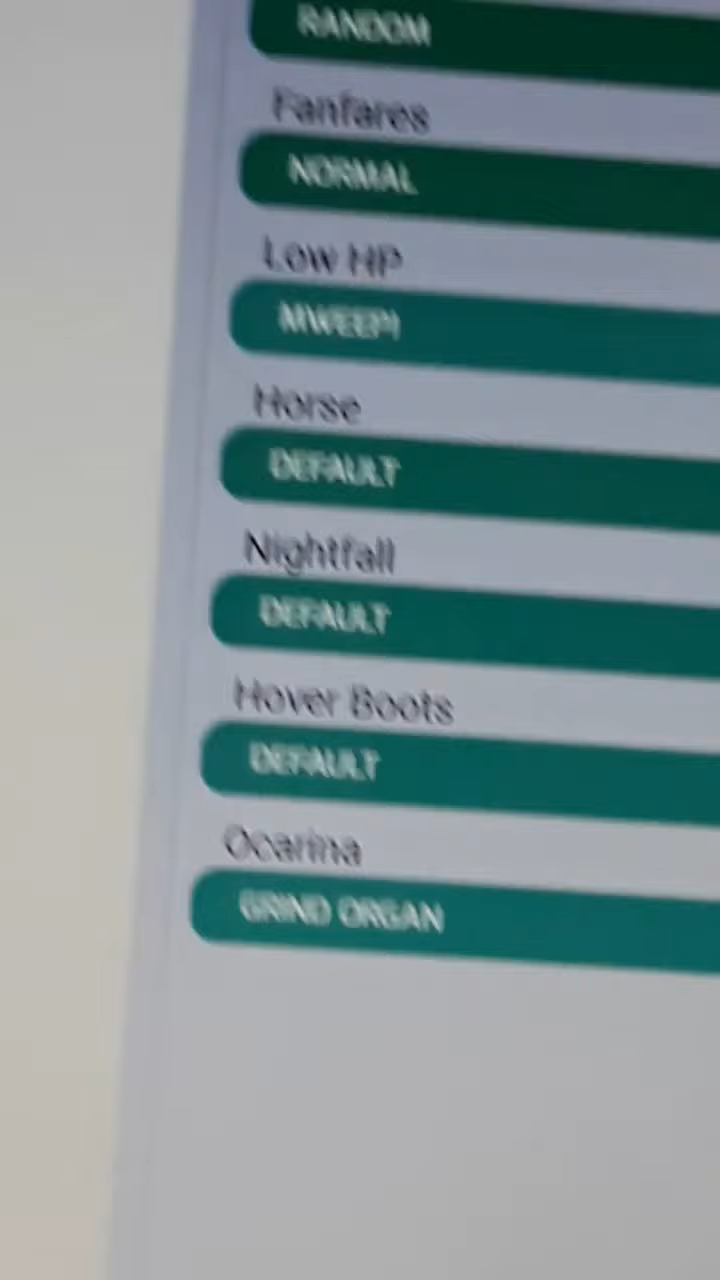 RANDOM
Fanfares
NORMAL
Low HP
MWEEP!
Horse
DEFAULT
Nightfall
DEFAULT
Hover Boots
DEFAULT
Ocarina
GRIND ORGAN